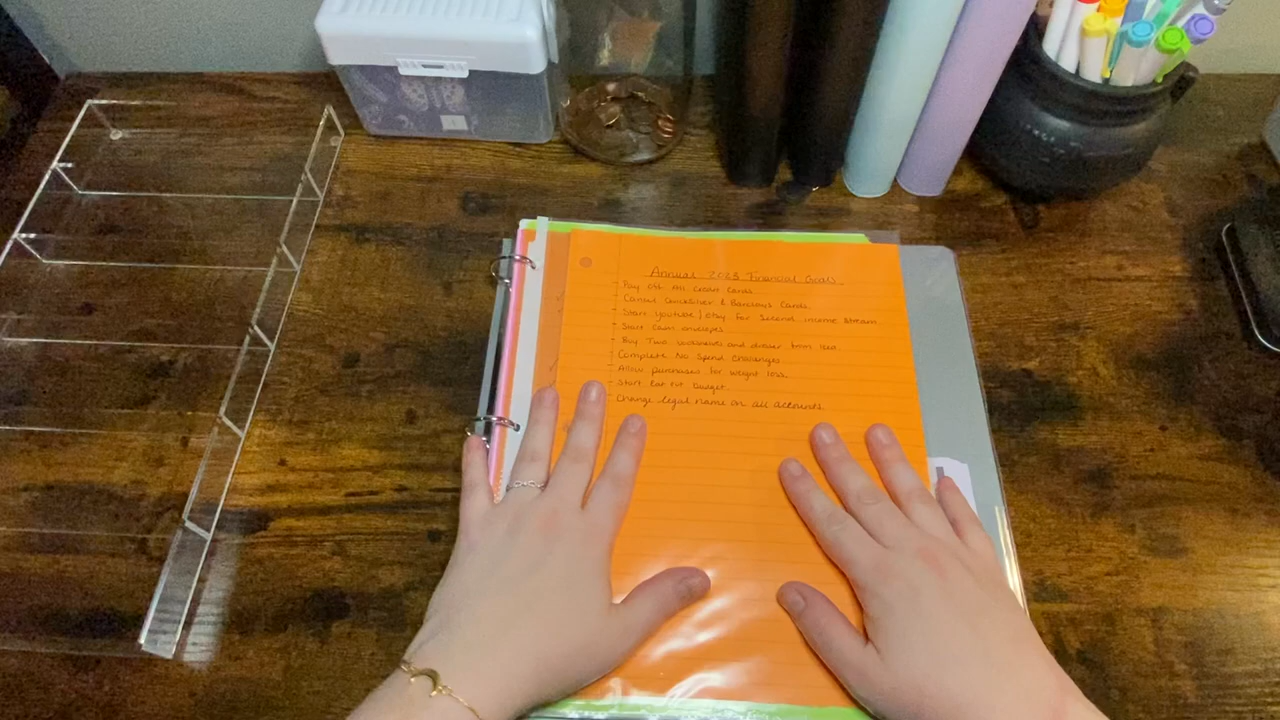 Annual 2023 Financial Goals
- Pay Off All Credit Cards
- Cancel Quicksilver & Barclays Cards
- Start Youtube/Etsy for Second income Stream.
- Start Cash envelopes
- Buy Two bookshelves and dresser from Ikea.
- Complete No Spend Challenges
- Allow purchases for weight loss.
- Start Eat Out Budget.
- Change legal name on all accounts.